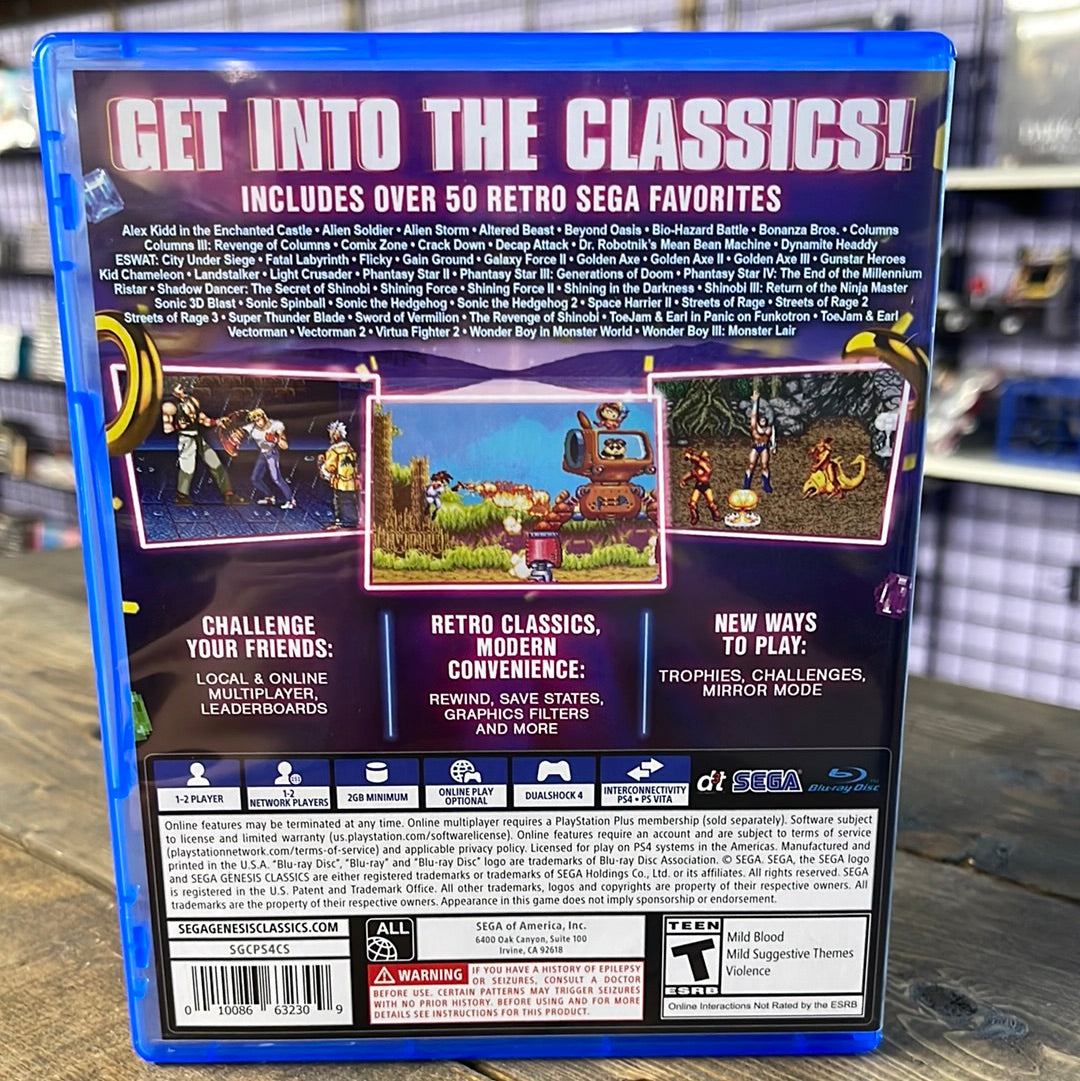 GET INTO THE CLASSICS!
INCLUDES OVER 50 RETRO SEGA FAVORITES
Alex Kidd in the Enchanted Castle • Alien Soldier • Alien Storm • Altered Beast • Beyond Oasis • Bio-Hazard Battle • Bonanza Bros. • Columns
Columns III: Revenge of Columns • Comix Zone • Crack Down • Decap Attack • Dr. Robotnik's Mean Bean Machine • Dynamite Headdy
ESWAT: City Under Siege • Fatal Labyrinth • Flicky • Gain Ground • Galaxy Force II • Golden Axe • Golden Axe II • Golden Axe III • Gunstar Heroes
Kid Chameleon • Landstalker • Light Crusader • Phantasy Star II • Phantasy Star III: Generations of Doom • Phantasy Star IV: The End of the Millennium
Ristar • Shadow Dancer: The Secret of Shinobi • Shining Force • Shining Force II • Shining in the Darkness • Shinobi III: Return of the Ninja Master
Sonic 3D Blast • Sonic Spinball • Sonic the Hedgehog • Sonic the Hedgehog 2 • Space Harrier II • Streets of Rage • Streets of Rage 2
Streets of Rage 3 • Super Thunder Blade • Sword of Vermilion • The Revenge of Shinobi • ToeJam & Earl in Panic on Funkotron • ToeJam & Earl
Vectorman • Vectorman 2 • Virtua Fighter 2 • Wonder Boy in Monster World • Wonder Boy III: Monster Lair
CHALLENGE
YOUR FRIENDS:
LOCAL & ONLINE
MULTIPLAYER,
LEADERBOARDS
RETRO CLASSICS,
MODERN
CONVENIENCE:
REWIND, SAVE STATES,
GRAPHICS FILTERS
AND MORE
NEW WAYS
TO PLAY:
TROPHIES, CHALLENGES,
MIRROR MODE
1-2 PLAYER
1-2
NETWORK PLAYERS
2GB MINIMUM
ONLINE PLAY
OPTIONAL
DUALSHOCK 4
INTERCONNECTIVITY
PS4 • PS VITA
dt
SEGA
Blu-ray Disc
Online features may be terminated at any time. Online multiplayer requires a PlayStation Plus membership (sold separately). Software subject
to license and limited warranty (us.playstation.com/softwarelicense). Online features require an account and are subject to terms of service
(playstationnetwork.com/terms-of-service) and applicable privacy policy. Licensed for play on PS4 systems in the Americas. Manufactured and
printed in the U.S.A. "Blu-ray Disc", "Blu-ray" and "Blu-ray Disc" logo are trademarks of Blu-ray Disc Association. © SEGA. SEGA, the SEGA logo
and SEGA GENESIS CLASSICS are either registered trademarks or trademarks of SEGA Holdings Co., Ltd. or its affiliates. All rights reserved. SEGA
is registered in the U.S. Patent and Trademark Office. All other trademarks, logos and copyrights are property of their respective owners. All
trademarks are the property of their respective owners. Appearance in this game does not imply sponsorship or endorsement.
SEGAGENESISCLASSICS.COM
SGCPS4CS
0 10086 63230 9
ALL
SEGA of America, Inc.
6400 Oak Canyon, Suite 100
Irvine, CA 92618
WARNING IF YOU HAVE A HISTORY OF EPILEPSY
OR SEIZURES, CONSULT A DOCTOR
BEFORE USE. CERTAIN PATTERNS MAY TRIGGER SEIZURES
WITH NO PRIOR HISTORY. BEFORE USING AND FOR MORE
DETAILS SEE INSTRUCTIONS FOR THIS PRODUCT.
TEEN
T
ESRB
Mild Blood
Mild Suggestive Themes
Violence
Online Interactions Not Rated by the ESRB